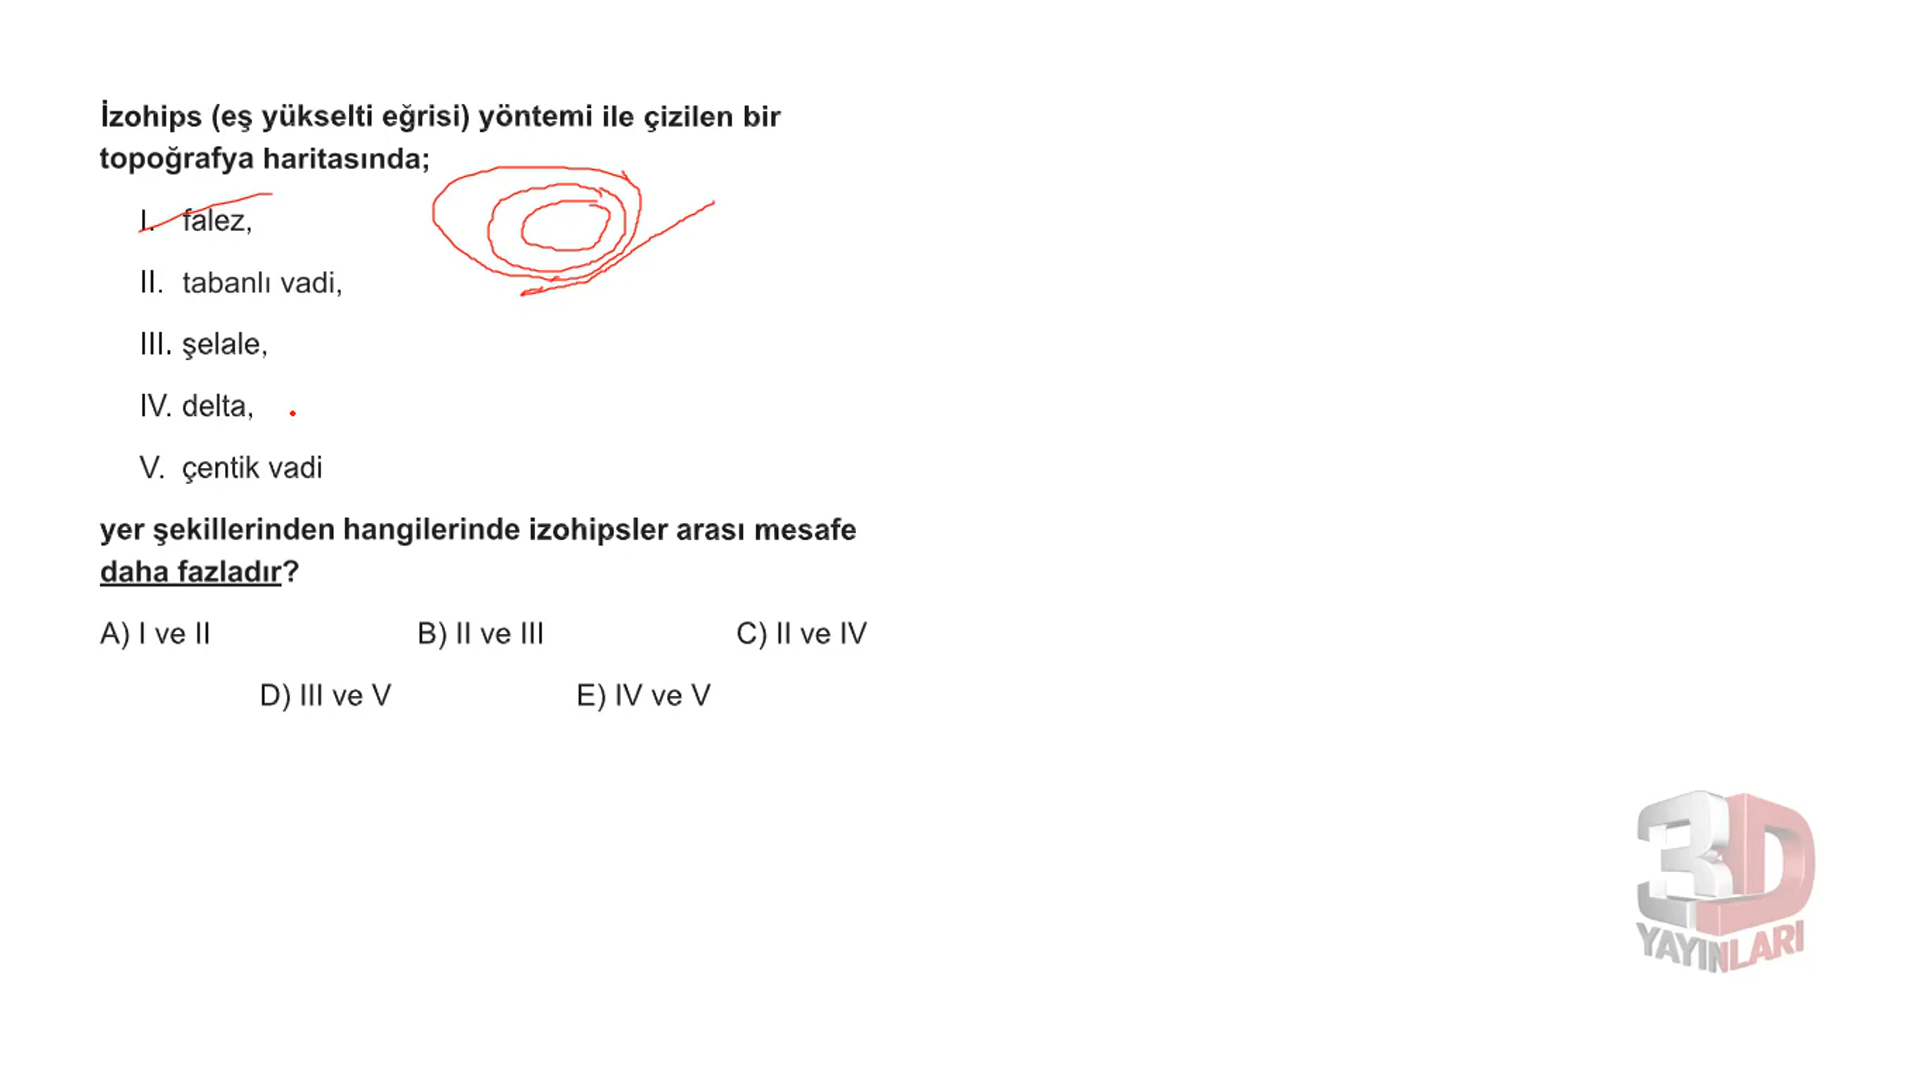 İzohips (eş yükselti eğrisi) yöntemi ile çizilen bir
topoğrafya haritasında;
I. falez,
II. tabanlı vadi,
III. şelale,
IV. delta,
V. çentik vadi
yer şekillerinden hangilerinde izohipsler arası mesafe
daha fazladır?
A) I ve II B) II ve III C) II ve IV
D) III ve V E) IV ve V
3D
YAYINLARI